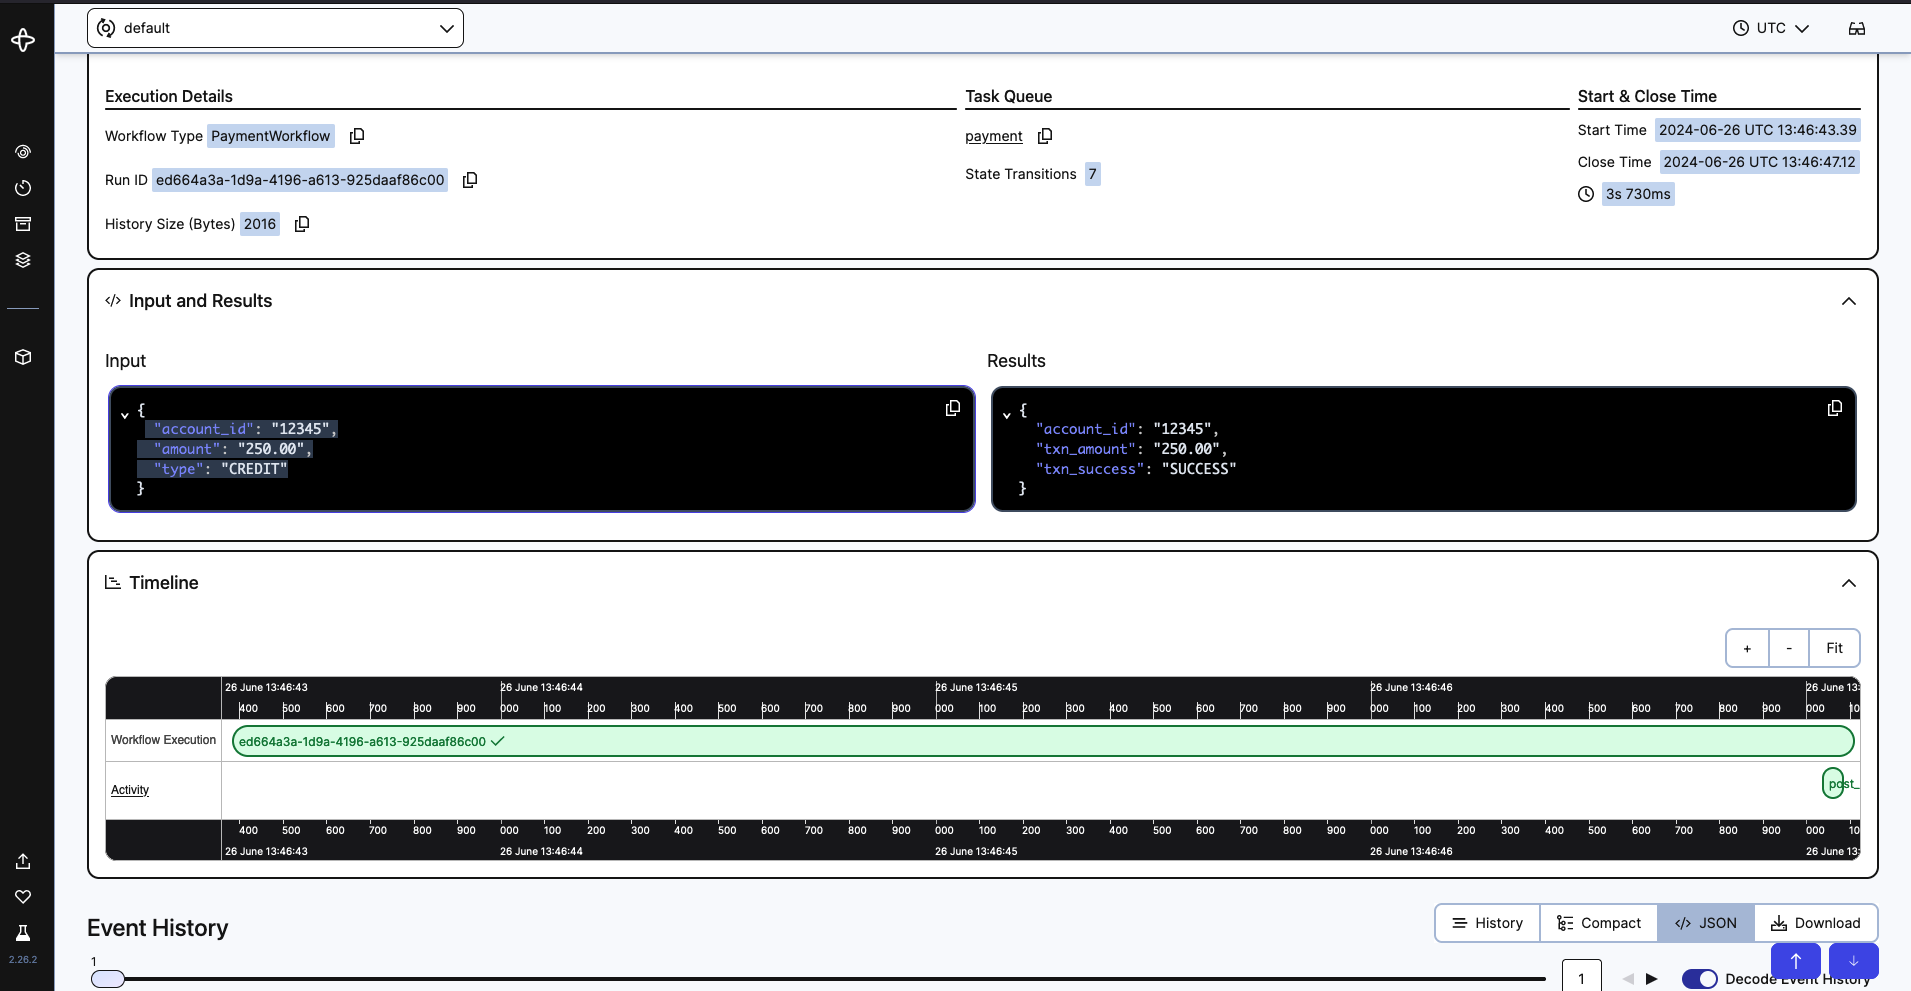 default
UTC
Execution Details
Task Queue
Start & Close Time
Workflow Type PaymentWorkflow
payment
Start Time 2024-06-26 UTC 13:46:43.39
Close Time 2024-06-26 UTC 13:46:47.12
Run ID ed664a3a-1d9a-4196-a613-925daaf86c00
State Transitions 7
3s 730ms
History Size (Bytes) 2016
</> Input and Results
Input
{
"account_id": "12345",
"amount": "250.00",
"type": "CREDIT"
}
Results
{
"account_id": "12345",
"txn_amount": "250.00",
"txn_success": "SUCCESS"
}
Timeline
+ - Fit
26 June 13:46:43 26 June 13:46:44 26 June 13:46:45 26 June 13:46:46 26 June 13:
400 500 600 700 800 900 000 100 200 300 400 500 600 700 800 900 000 100 200 300 400 500 600 700 800 900 000 100 200 300 400 500 600 700 800 900 000 10
Workflow Execution ed664a3a-1d9a-4196-a613-925daaf86c00
Activity post_
400 500 600 700 800 900 000 100 200 300 400 500 600 700 800 900 000 100 200 300 400 500 600 700 800 900 000 100 200 300 400 500 600 700 800 900 000 10
26 June 13:46:43 26 June 13:46:44 26 June 13:46:45 26 June 13:46:46 26 June 13:
Event History
History Compact </> JSON Download
1
1 Decode Event History
2.26.2